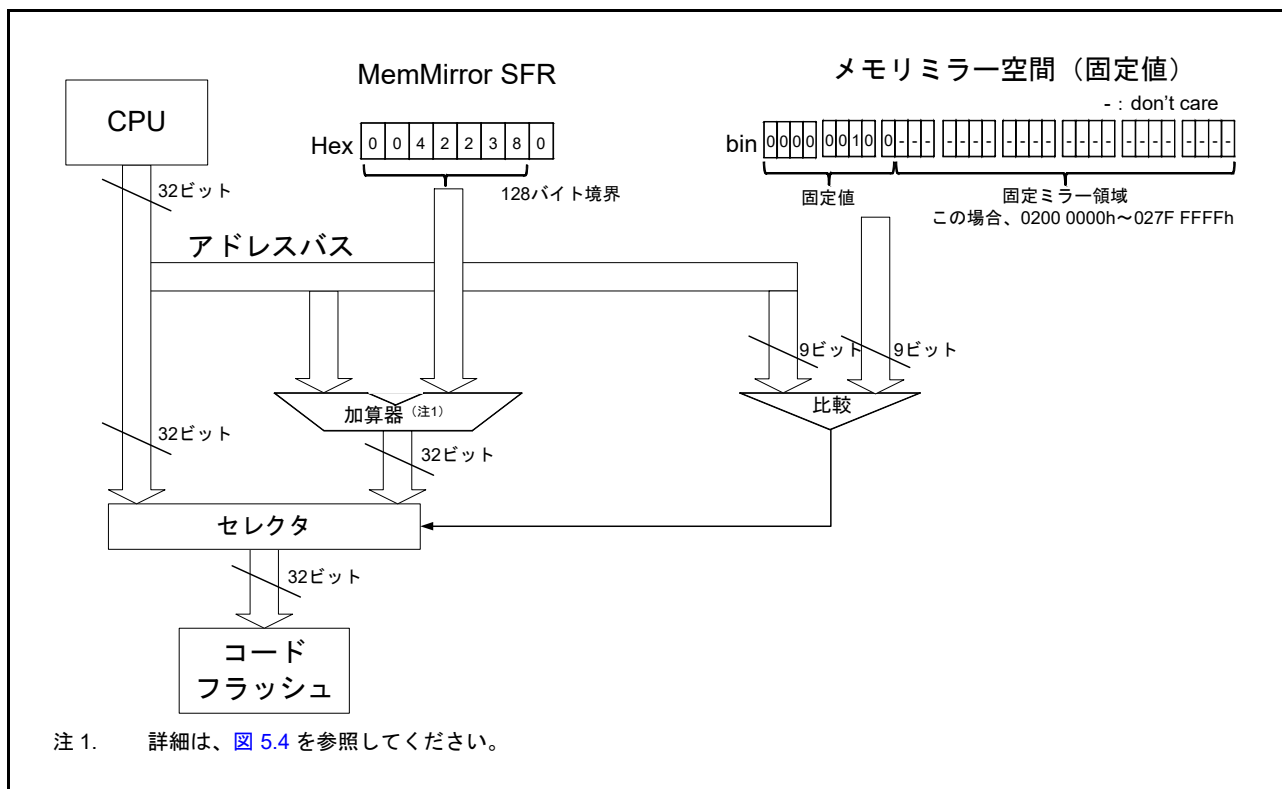 MemMirror SFR
メモリミラー空間（固定値）
- : don't care
CPU
Hex 0 0 4 2 2 3 8 0
bin 0000 0010 0--- ---- ---- ---- ---- ----
128バイト境界
固定値
固定ミラー領域
この場合、0200 0000h～027F FFFFh
32ビット
アドレスバス
9ビット
9ビット
加算器（注1）
比較
32ビット
32ビット
セレクタ
32ビット
コード
フラッシュ
注 1. 詳細は、図 5.4 を参照してください。